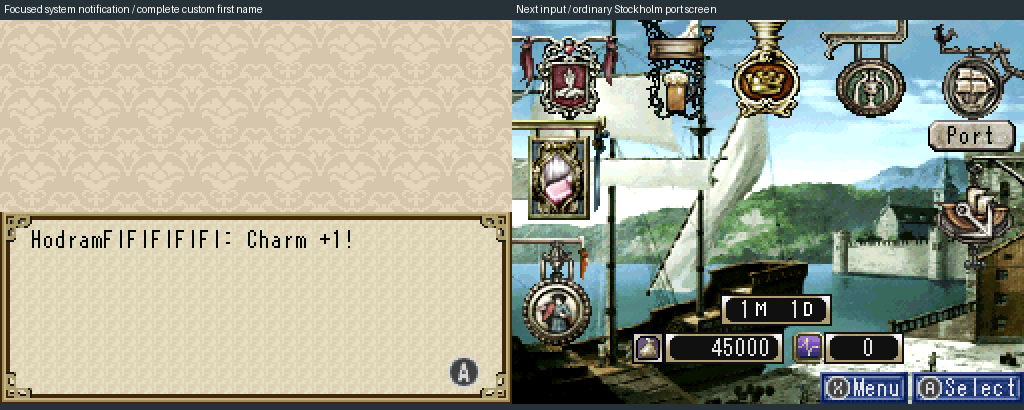 Focused system notification / complete custom first name
Next input / ordinary Stockholm port screen
HodramF|F|F|F|F|: Charm +1!
A
Port
1M 1D
45000
0
X Menu
A Select